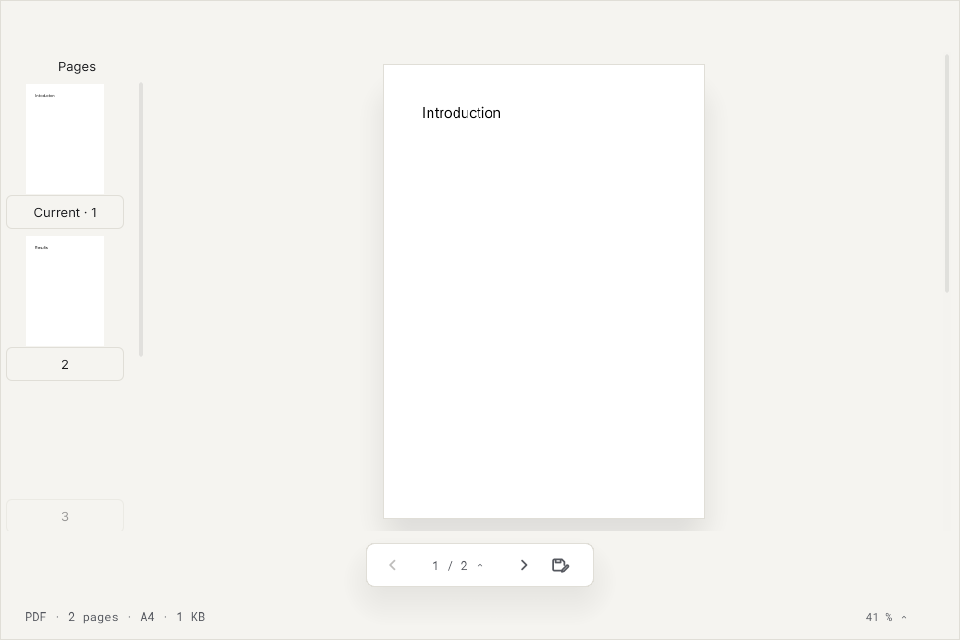 Pages
Introduction
Current · 1
Results
2
3
Introduction
1 / 2
PDF · 2 pages · A4 · 1 KB
41 %